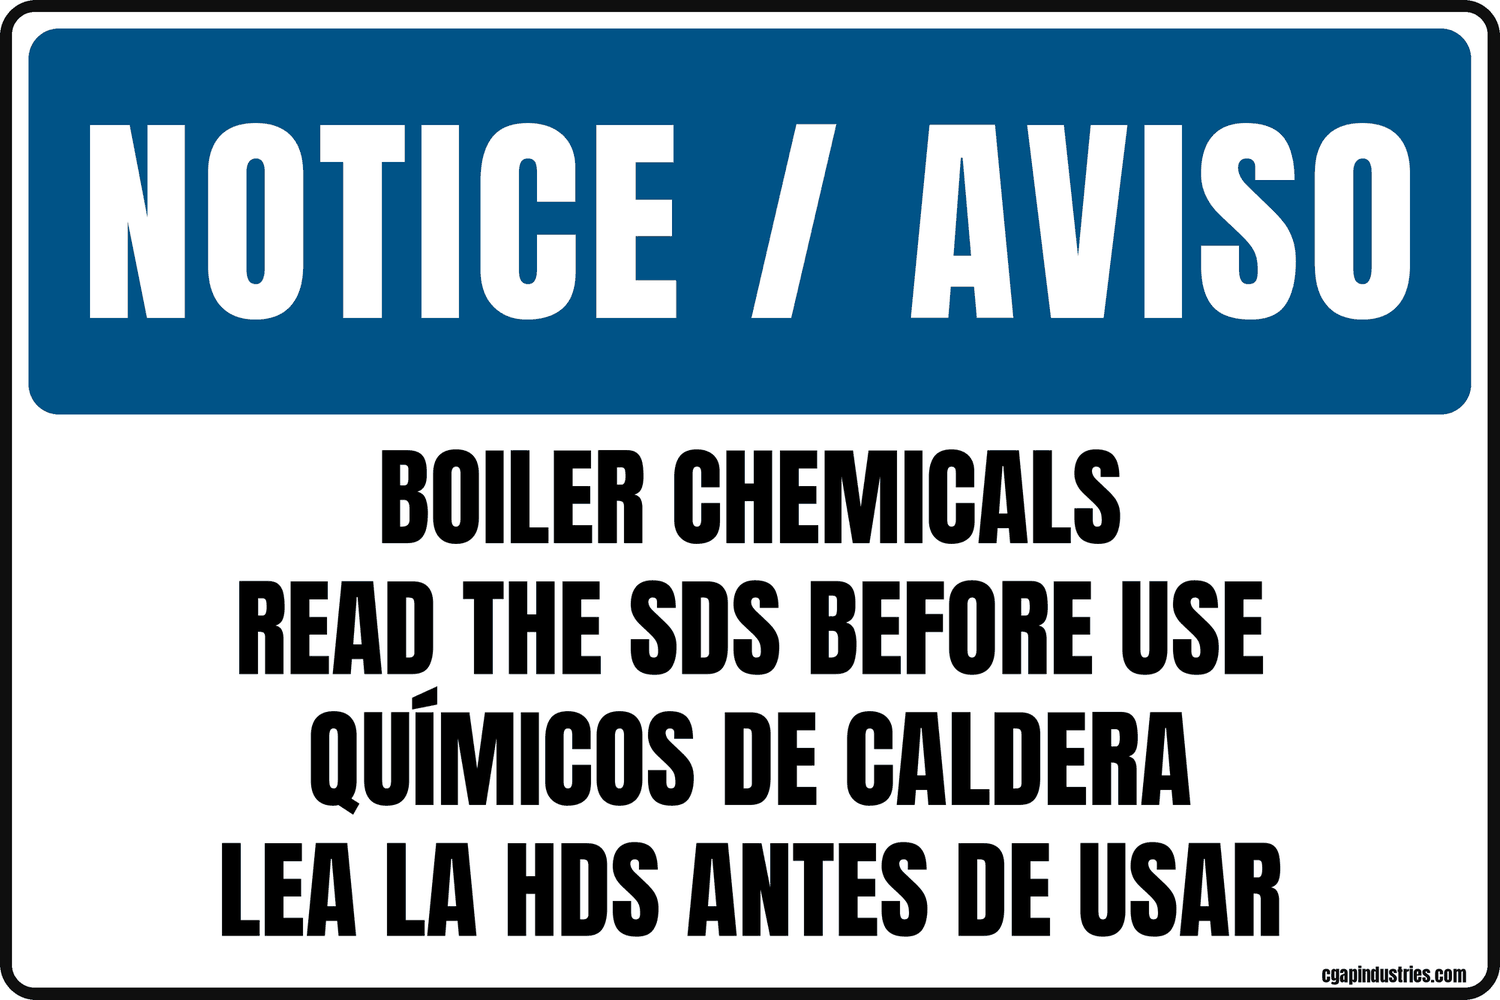 NOTICE / AVISO
BOILER CHEMICALS
READ THE SDS BEFORE USE
QUÍMICOS DE CALDERA
LEA LA HDS ANTES DE USAR
cgapindustries.com